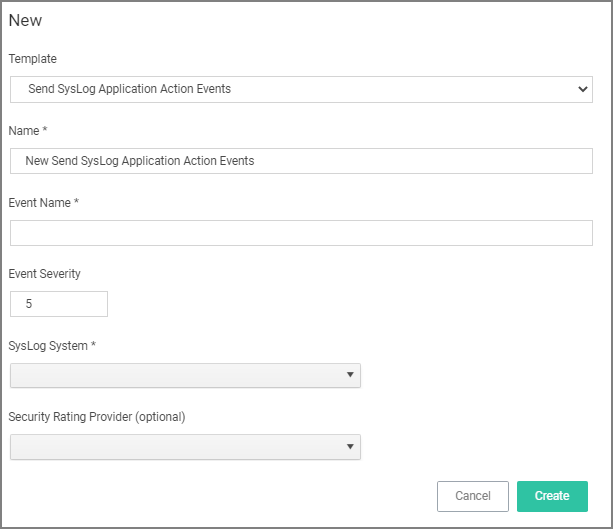 New
Template
Send SysLog Application Action Events
Name *
New Send SysLog Application Action Events
Event Name *
Event Severity
5
SysLog System *
Security Rating Provider (optional)
Cancel Create